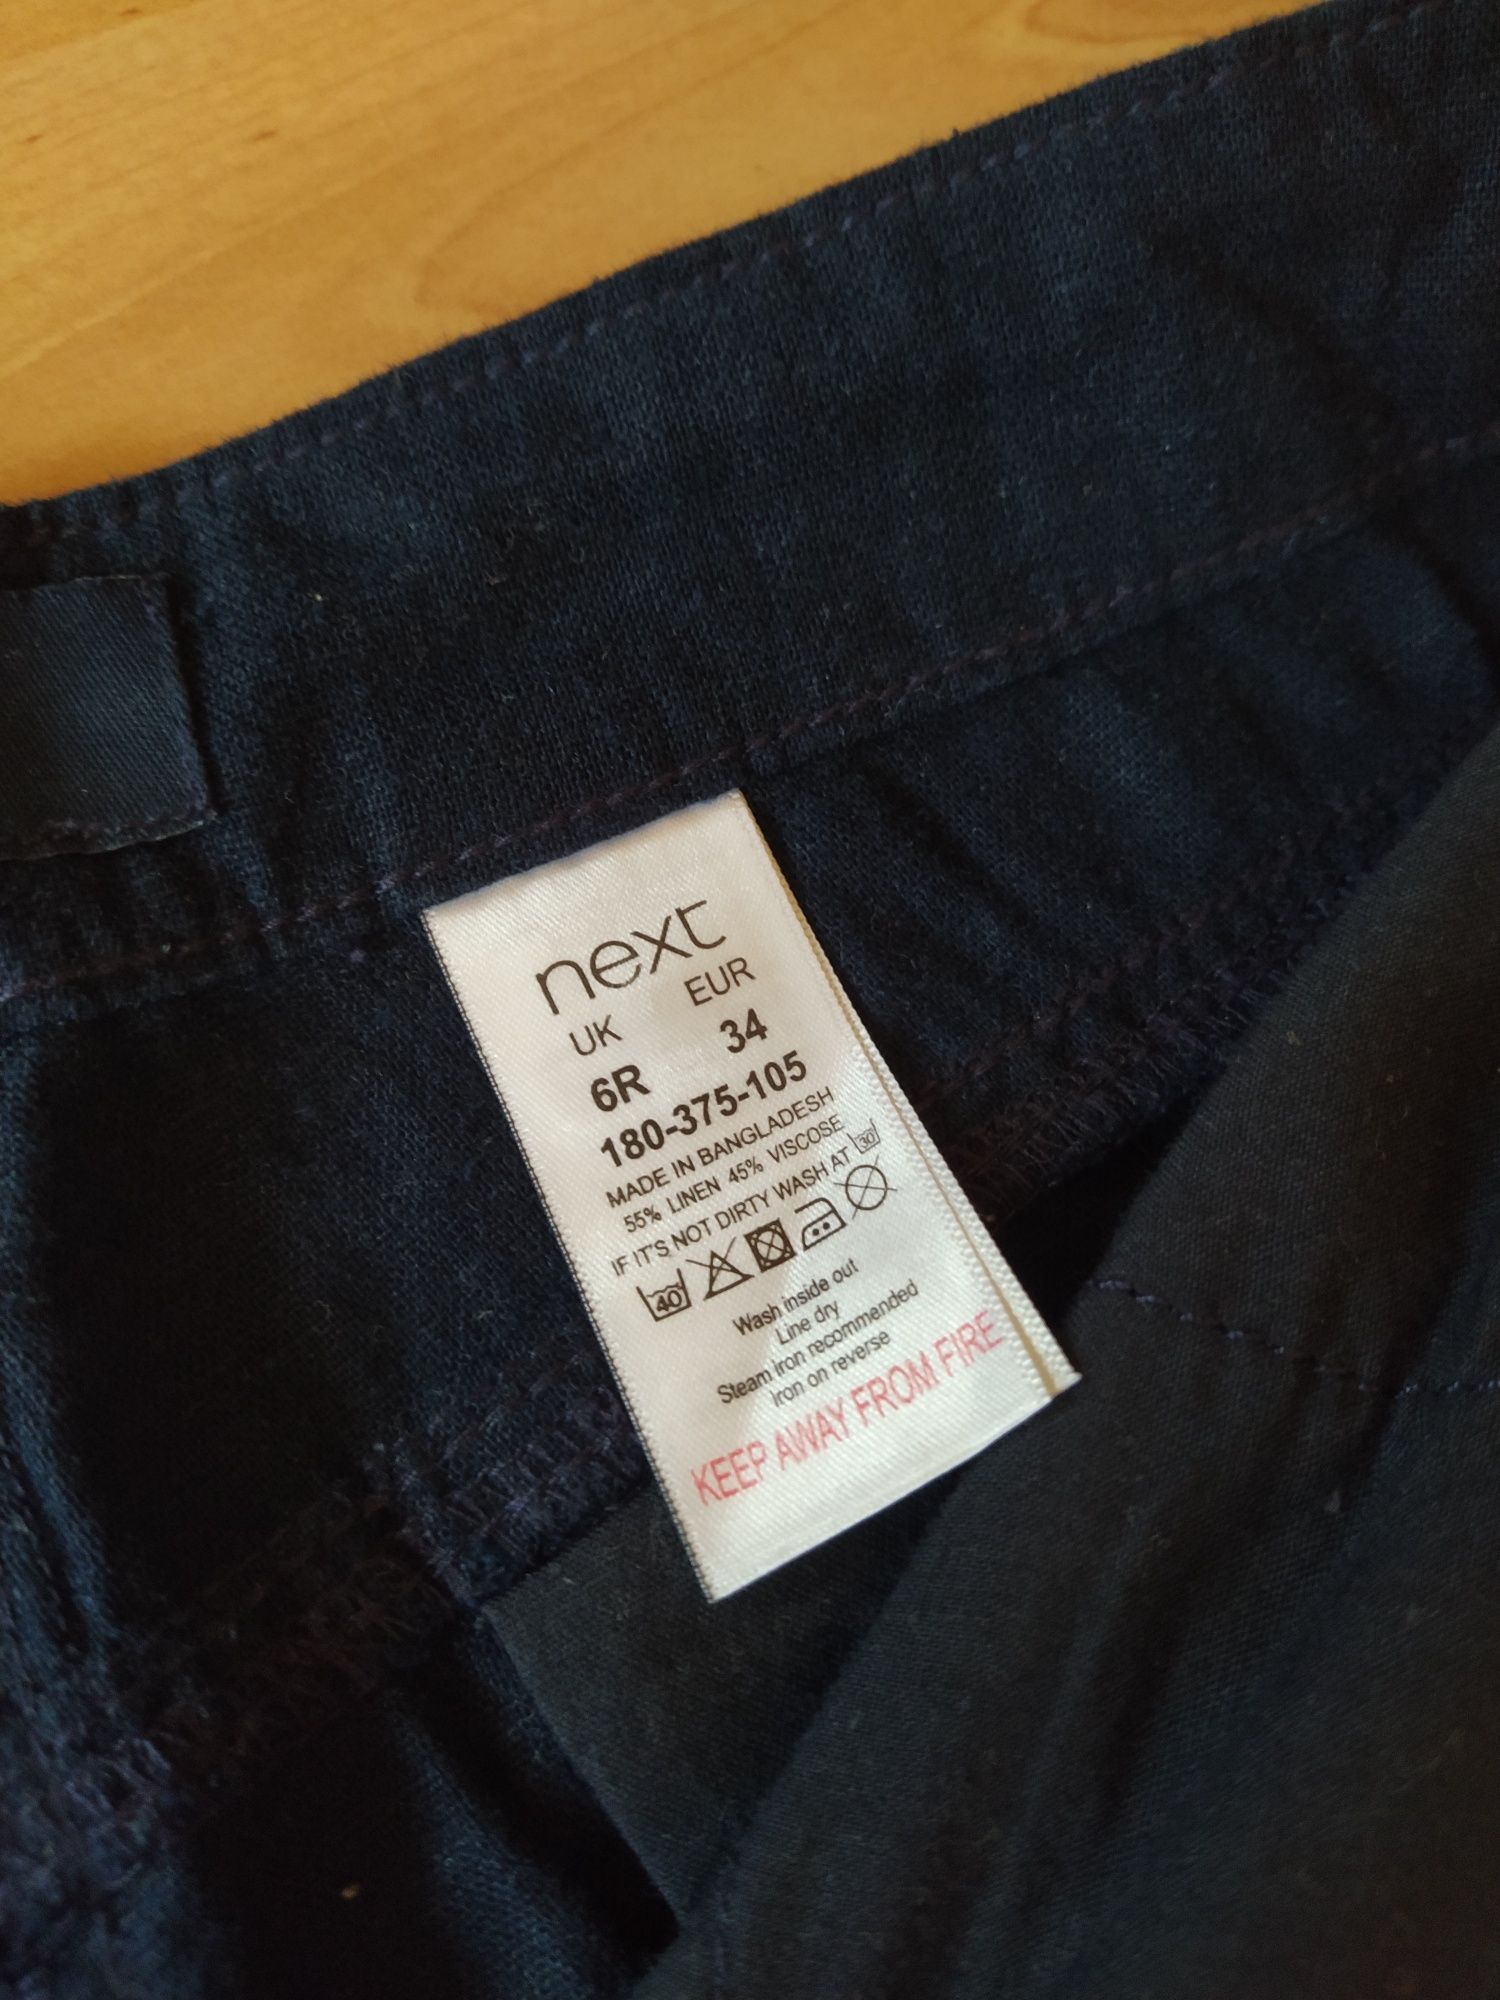 next
UK EUR
6R 34
180-375-105
MADE IN BANGLADESH
55% LINEN 45% VISCOSE
IF IT'S NOT DIRTY WASH AT 30
40
Wash inside out
Line dry
Steam iron recommended
Iron on reverse
KEEP AWAY FROM FIRE